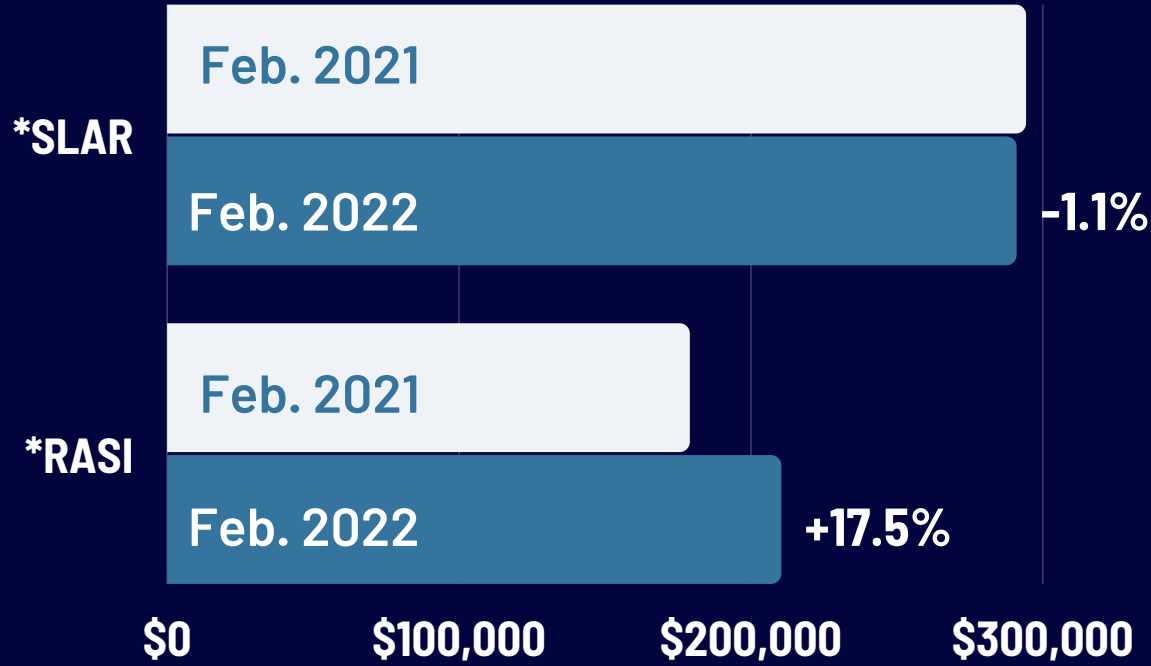 Feb. 2021
*SLAR
Feb. 2022
-1.1%
Feb. 2021
*RASI
Feb. 2022
+17.5%
$0 $100,000 $200,000 $300,000